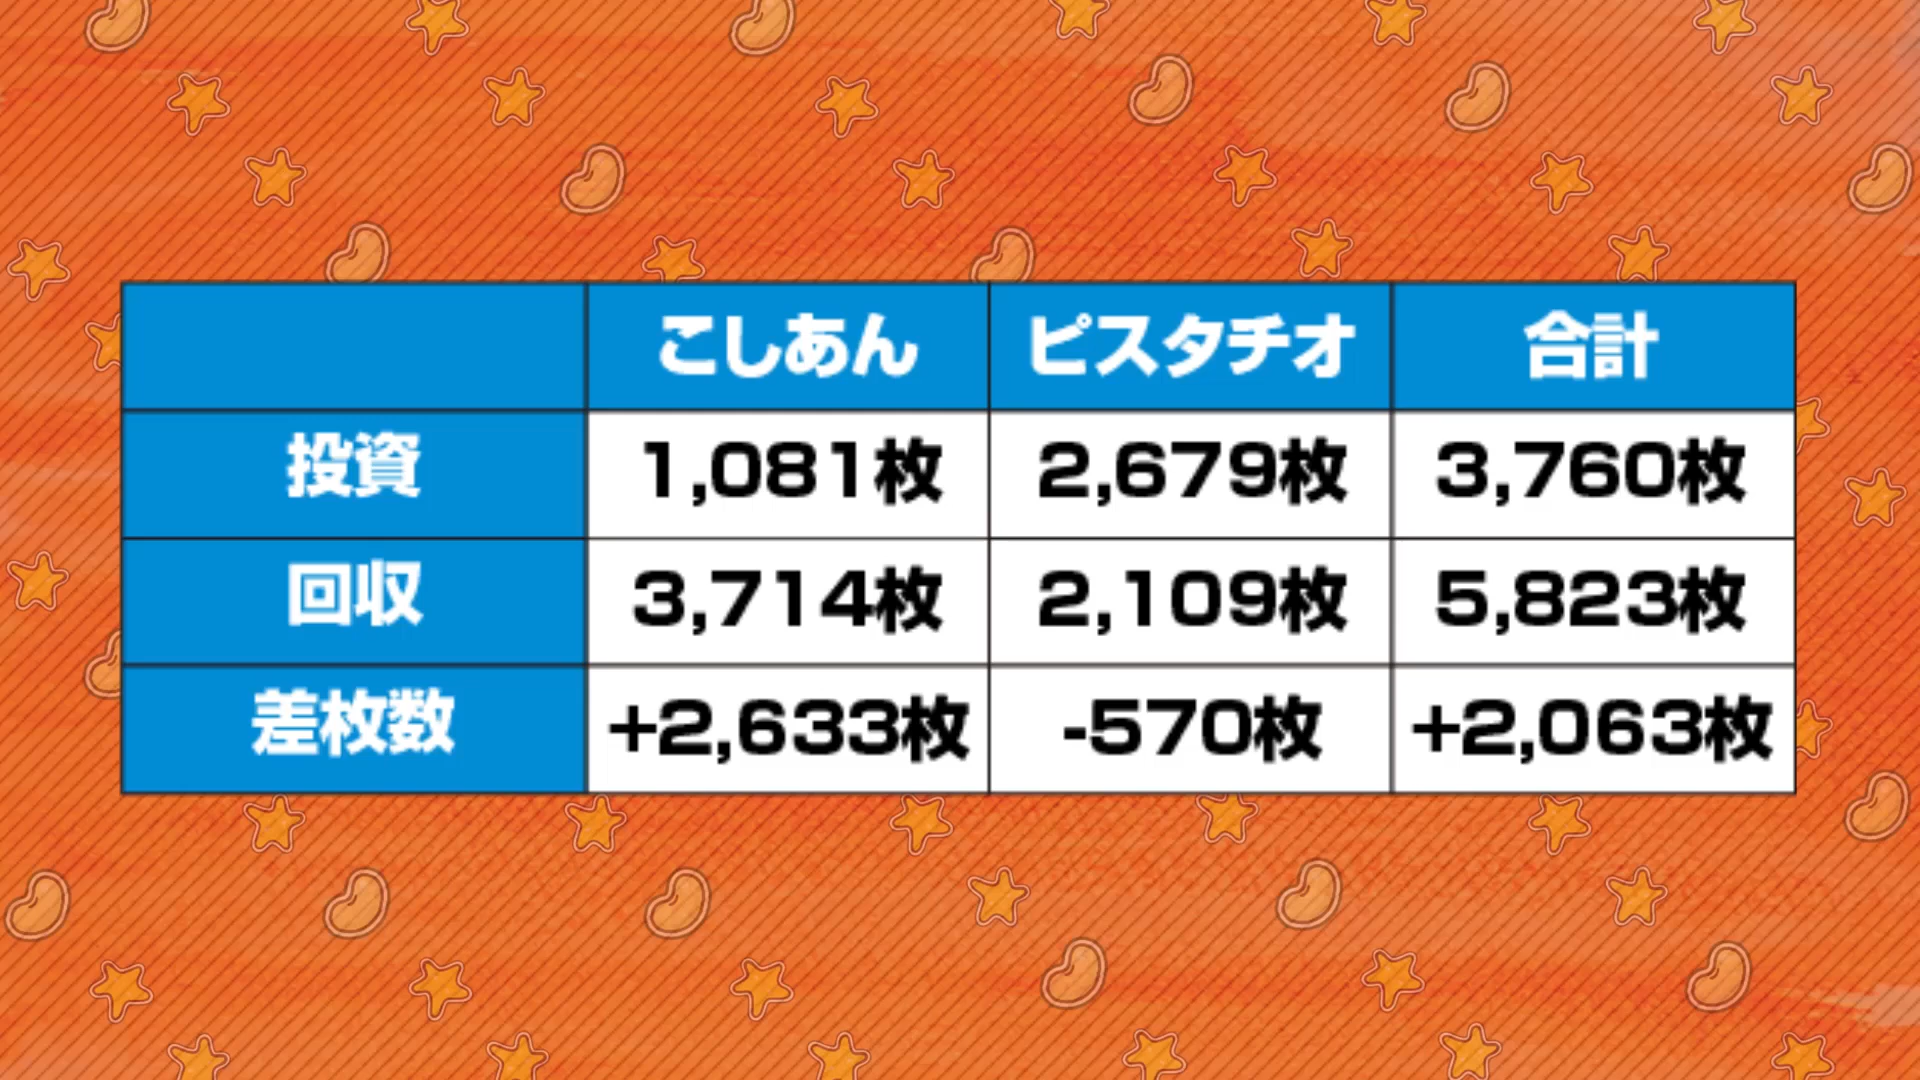 こしあん ピスタチオ 合計
投資 1,081枚 2,679枚 3,760枚
回収 3,714枚 2,109枚 5,823枚
差枚数 +2,633枚 -570枚 +2,063枚